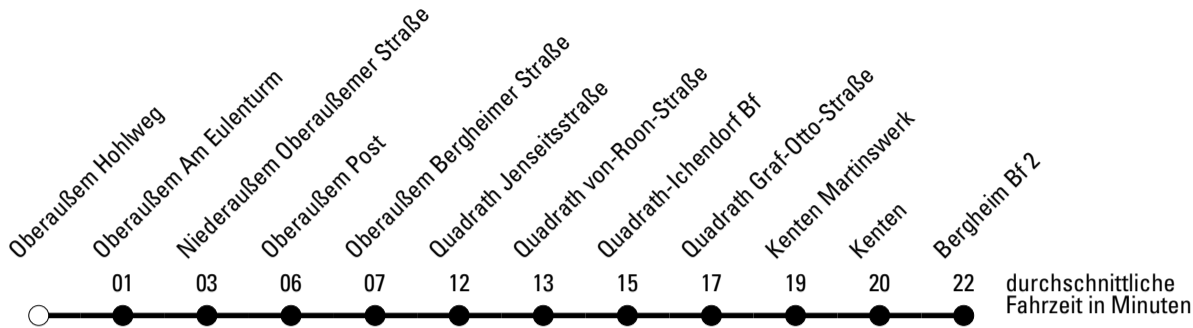 Oberaußem Hohlweg
Oberaußem Am Eulenturm
Niederaußem Oberaußemer Straße
Oberaußem Post
Oberaußem Bergheimer Straße
Quadrath Jenseitsstraße
Quadrath von-Roon-Straße
Quadrath-Ichendorf Bf
Quadrath Graf-Otto-Straße
Kenten Martinswerk
Kenten
Bergheim Bf 2
01 03 06 07 12 13 15 17 19 20 22 durchschnittliche
Fahrzeit in Minuten